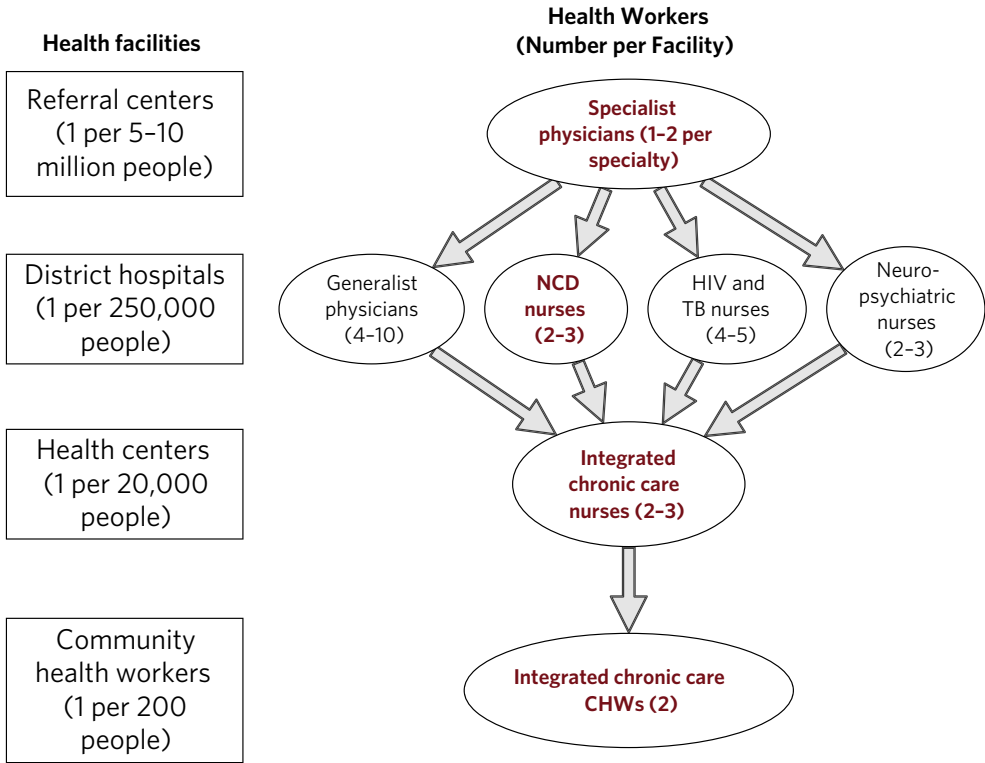 Health facilities
Health Workers
(Number per Facility)
Referral centers
(1 per 5–10
million people)
Specialist
physicians (1–2 per
specialty)
District hospitals
(1 per 250,000
people)
Generalist
physicians
(4–10)
NCD
nurses
(2–3)
HIV and
TB nurses
(4–5)
Neuro-
psychiatric
nurses
(2–3)
Health centers
(1 per 20,000
people)
Integrated
chronic care
nurses (2–3)
Community
health workers
(1 per 200
people)
Integrated chronic care
CHWs (2)